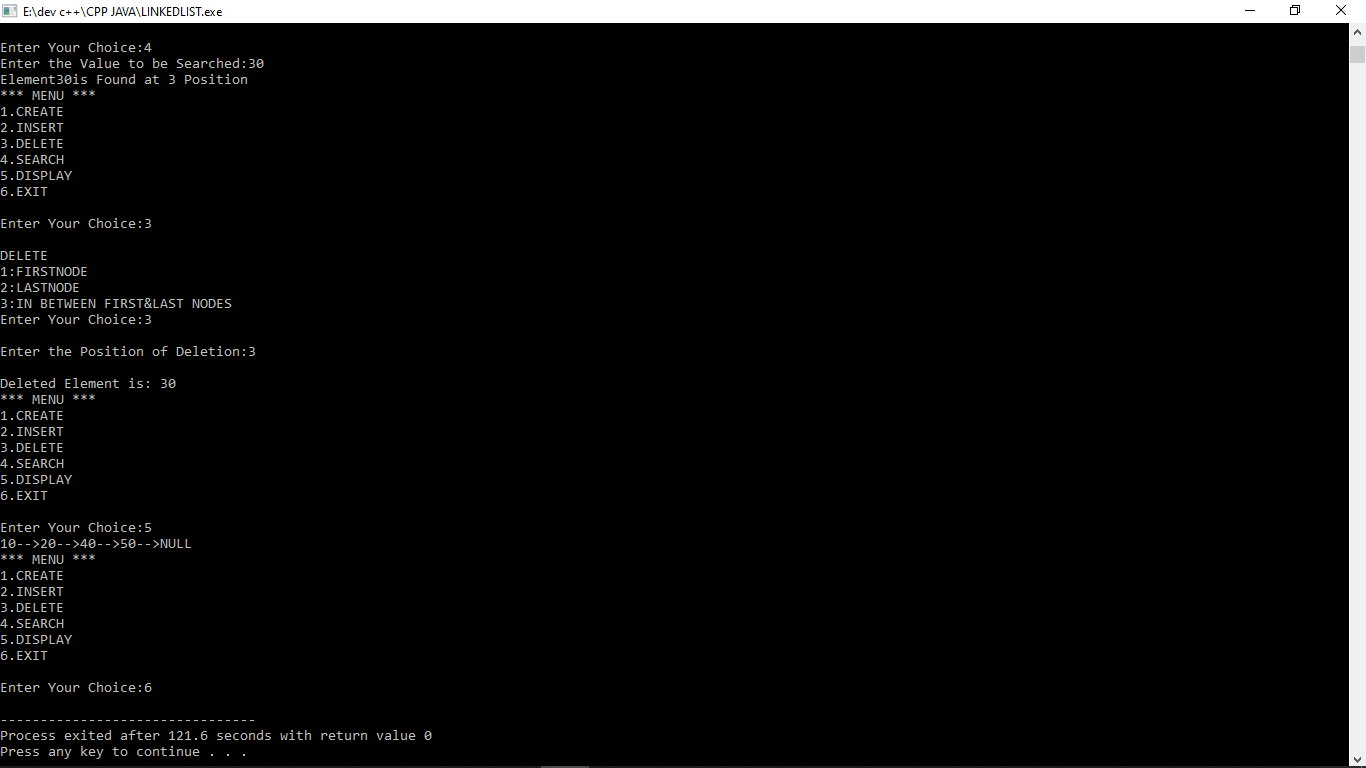 E:\dev c++\CPP JAVA\LINKEDLIST.exe
Enter Your Choice:4
Enter the Value to be Searched:30
Element30is Found at 3 Position
*** MENU ***
1.CREATE
2.INSERT
3.DELETE
4.SEARCH
5.DISPLAY
6.EXIT
Enter Your Choice:3
DELETE
1:FIRSTNODE
2:LASTNODE
3:IN BETWEEN FIRST&LAST NODES
Enter Your Choice:3
Enter the Position of Deletion:3
Deleted Element is: 30
*** MENU ***
1.CREATE
2.INSERT
3.DELETE
4.SEARCH
5.DISPLAY
6.EXIT
Enter Your Choice:5
10-->20-->40-->50-->NULL
*** MENU ***
1.CREATE
2.INSERT
3.DELETE
4.SEARCH
5.DISPLAY
6.EXIT
Enter Your Choice:6
--------------------------------
Process exited after 121.6 seconds with return value 0
Press any key to continue . . .